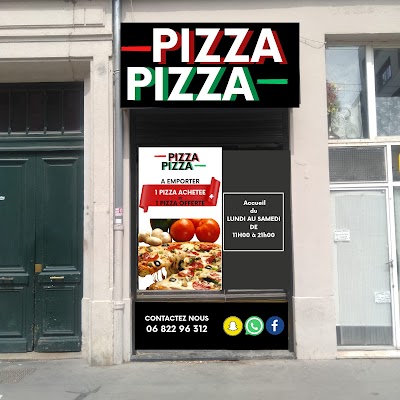 PIZZA
PIZZA
PIZZA
PIZZA
A EMPORTER
1 PIZZA ACHETEE
1 PIZZA OFFERTE
Accueil
du
LUNDI AU SAMEDI
DE
11H00 à 21h00
CONTACTEZ NOUS
06 822 96 312